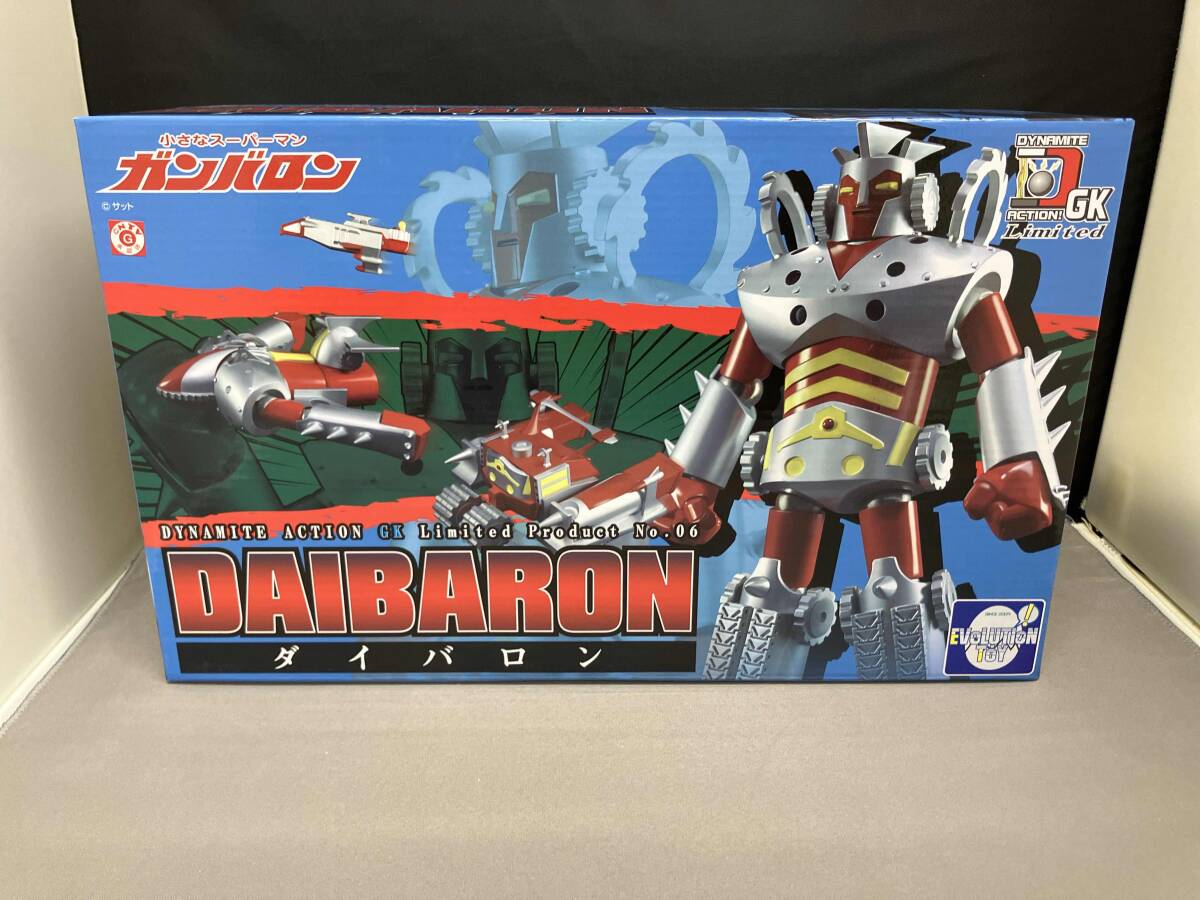 小さなスーパーマン
ガンバロン
©サット
DYNAMITE
ACTION! GK
Limited
DYNAMITE ACTION GK Limited Product No.06
DAIBARON
ダイバロン
EVOLUTION
TOY